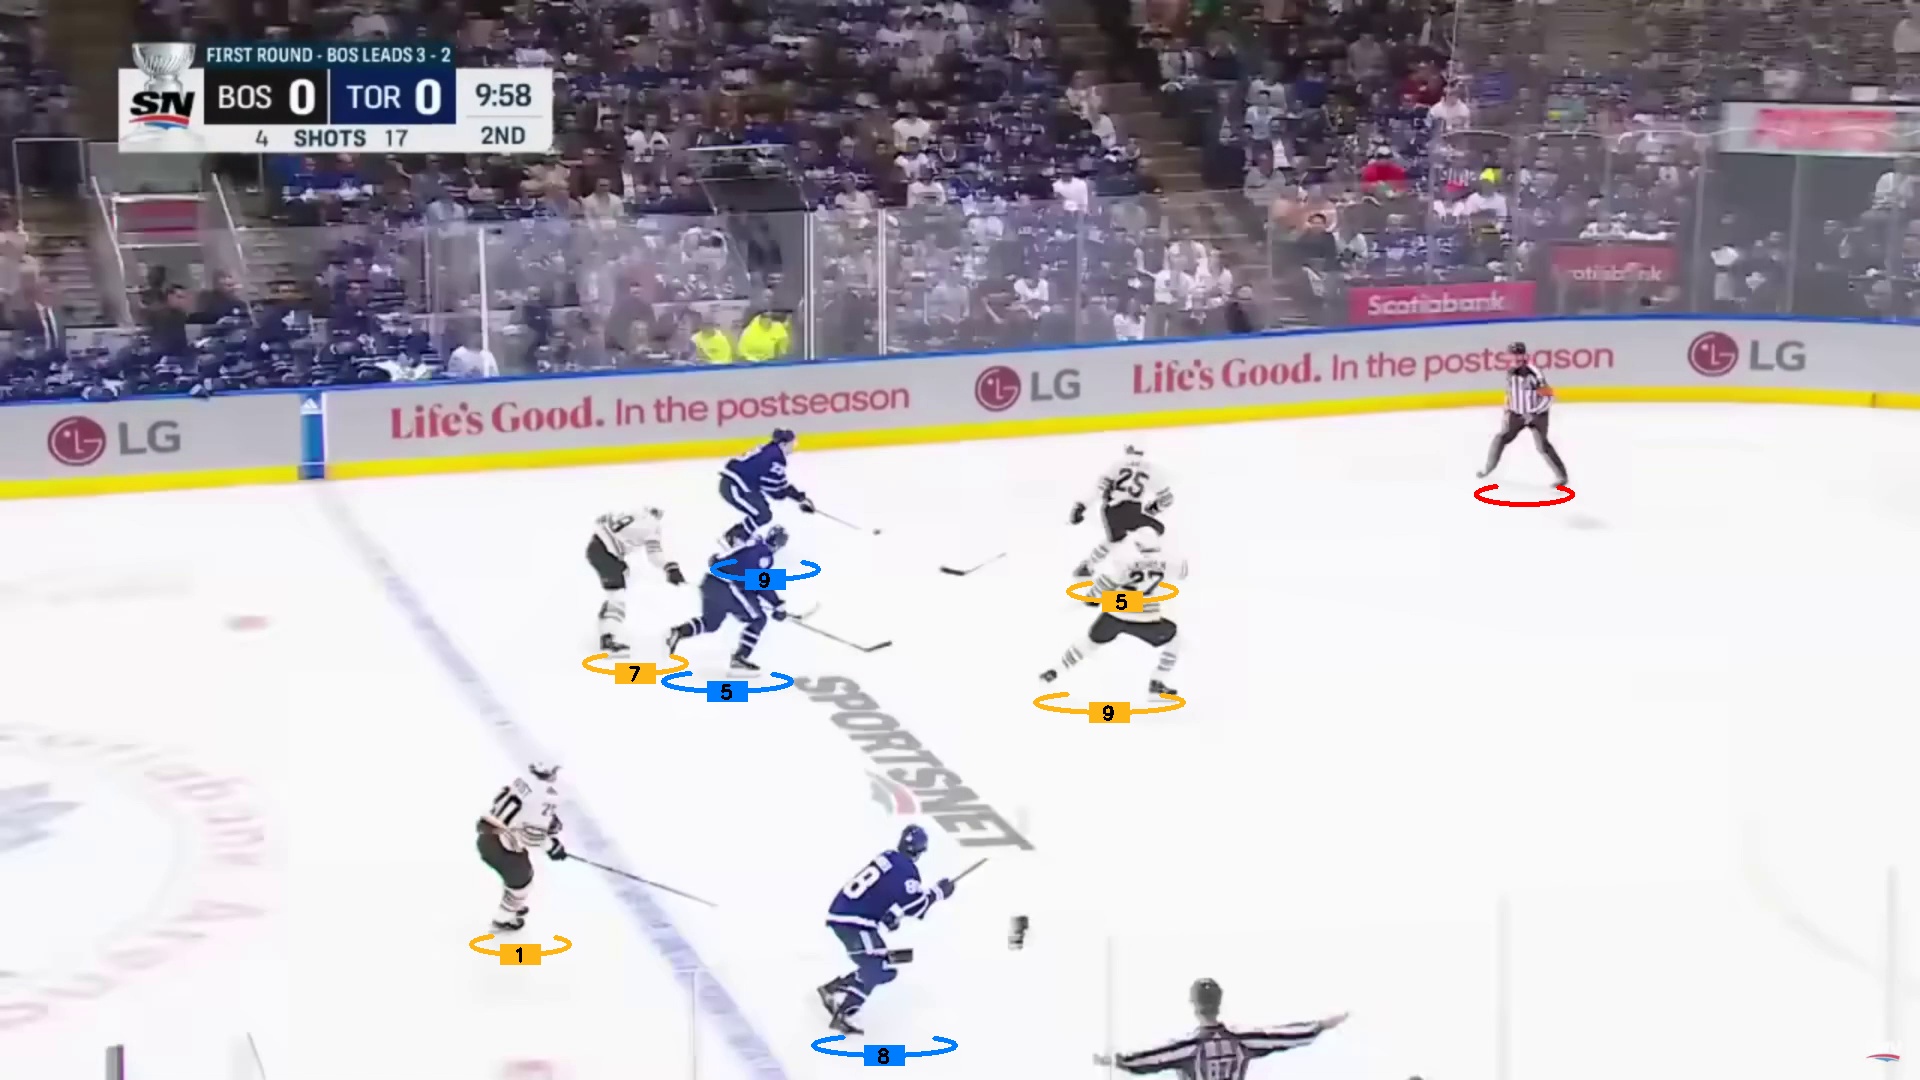 FIRST ROUND - BOS LEADS 3 - 2
SN BOS 0 TOR 0 9:58
4 SHOTS 17 2ND
Scotiabank
LG Life's Good. In the postseason LG Life's Good. In the postseason LG
25
27
9
5
7
5
9
SPORTSNET
20
1
88
8